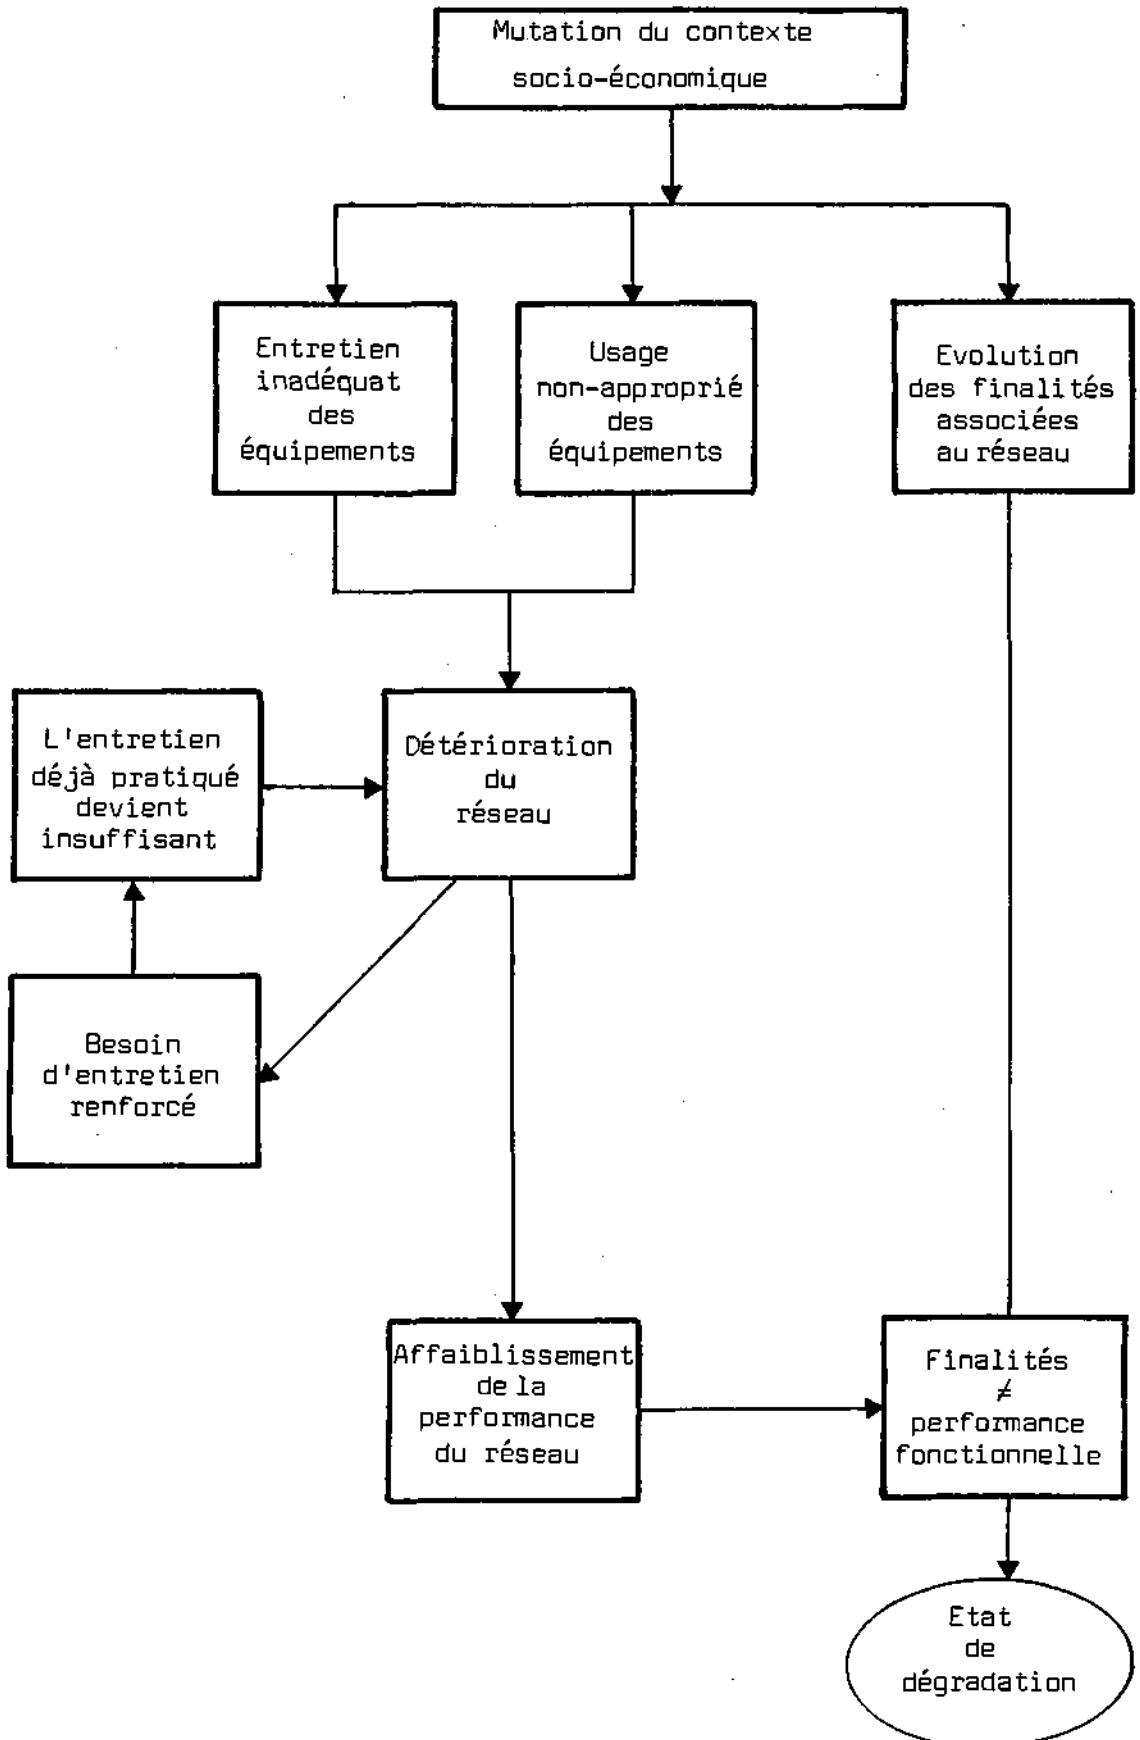 Mutation du contexte
socio-économique
Entretien
inadéquat
des
équipements
Usage
non-approprié
des
équipements
Evolution
des finalités
associées
au réseau
L'entretien
déjà pratiqué
devient
insuffisant
Détérioration
du
réseau
Besoin
d'entretien
renforcé
Affaiblissement
de la
performance
du réseau
Finalités
≠
performance
fonctionnelle
Etat
de
dégradation